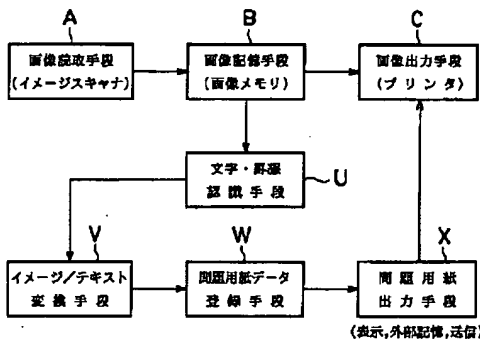 A
B
C
画像読取手段
(イメージスキャナ)
画像記憶手段
(画像メモリ)
画像出力手段
(プリンタ)
文字・罫線
認識手段
U
V
W
X
イメージ/テキスト
変換手段
問題用紙データ
登録手段
問題用紙
出力手段
(表示,外部記憶,送信)